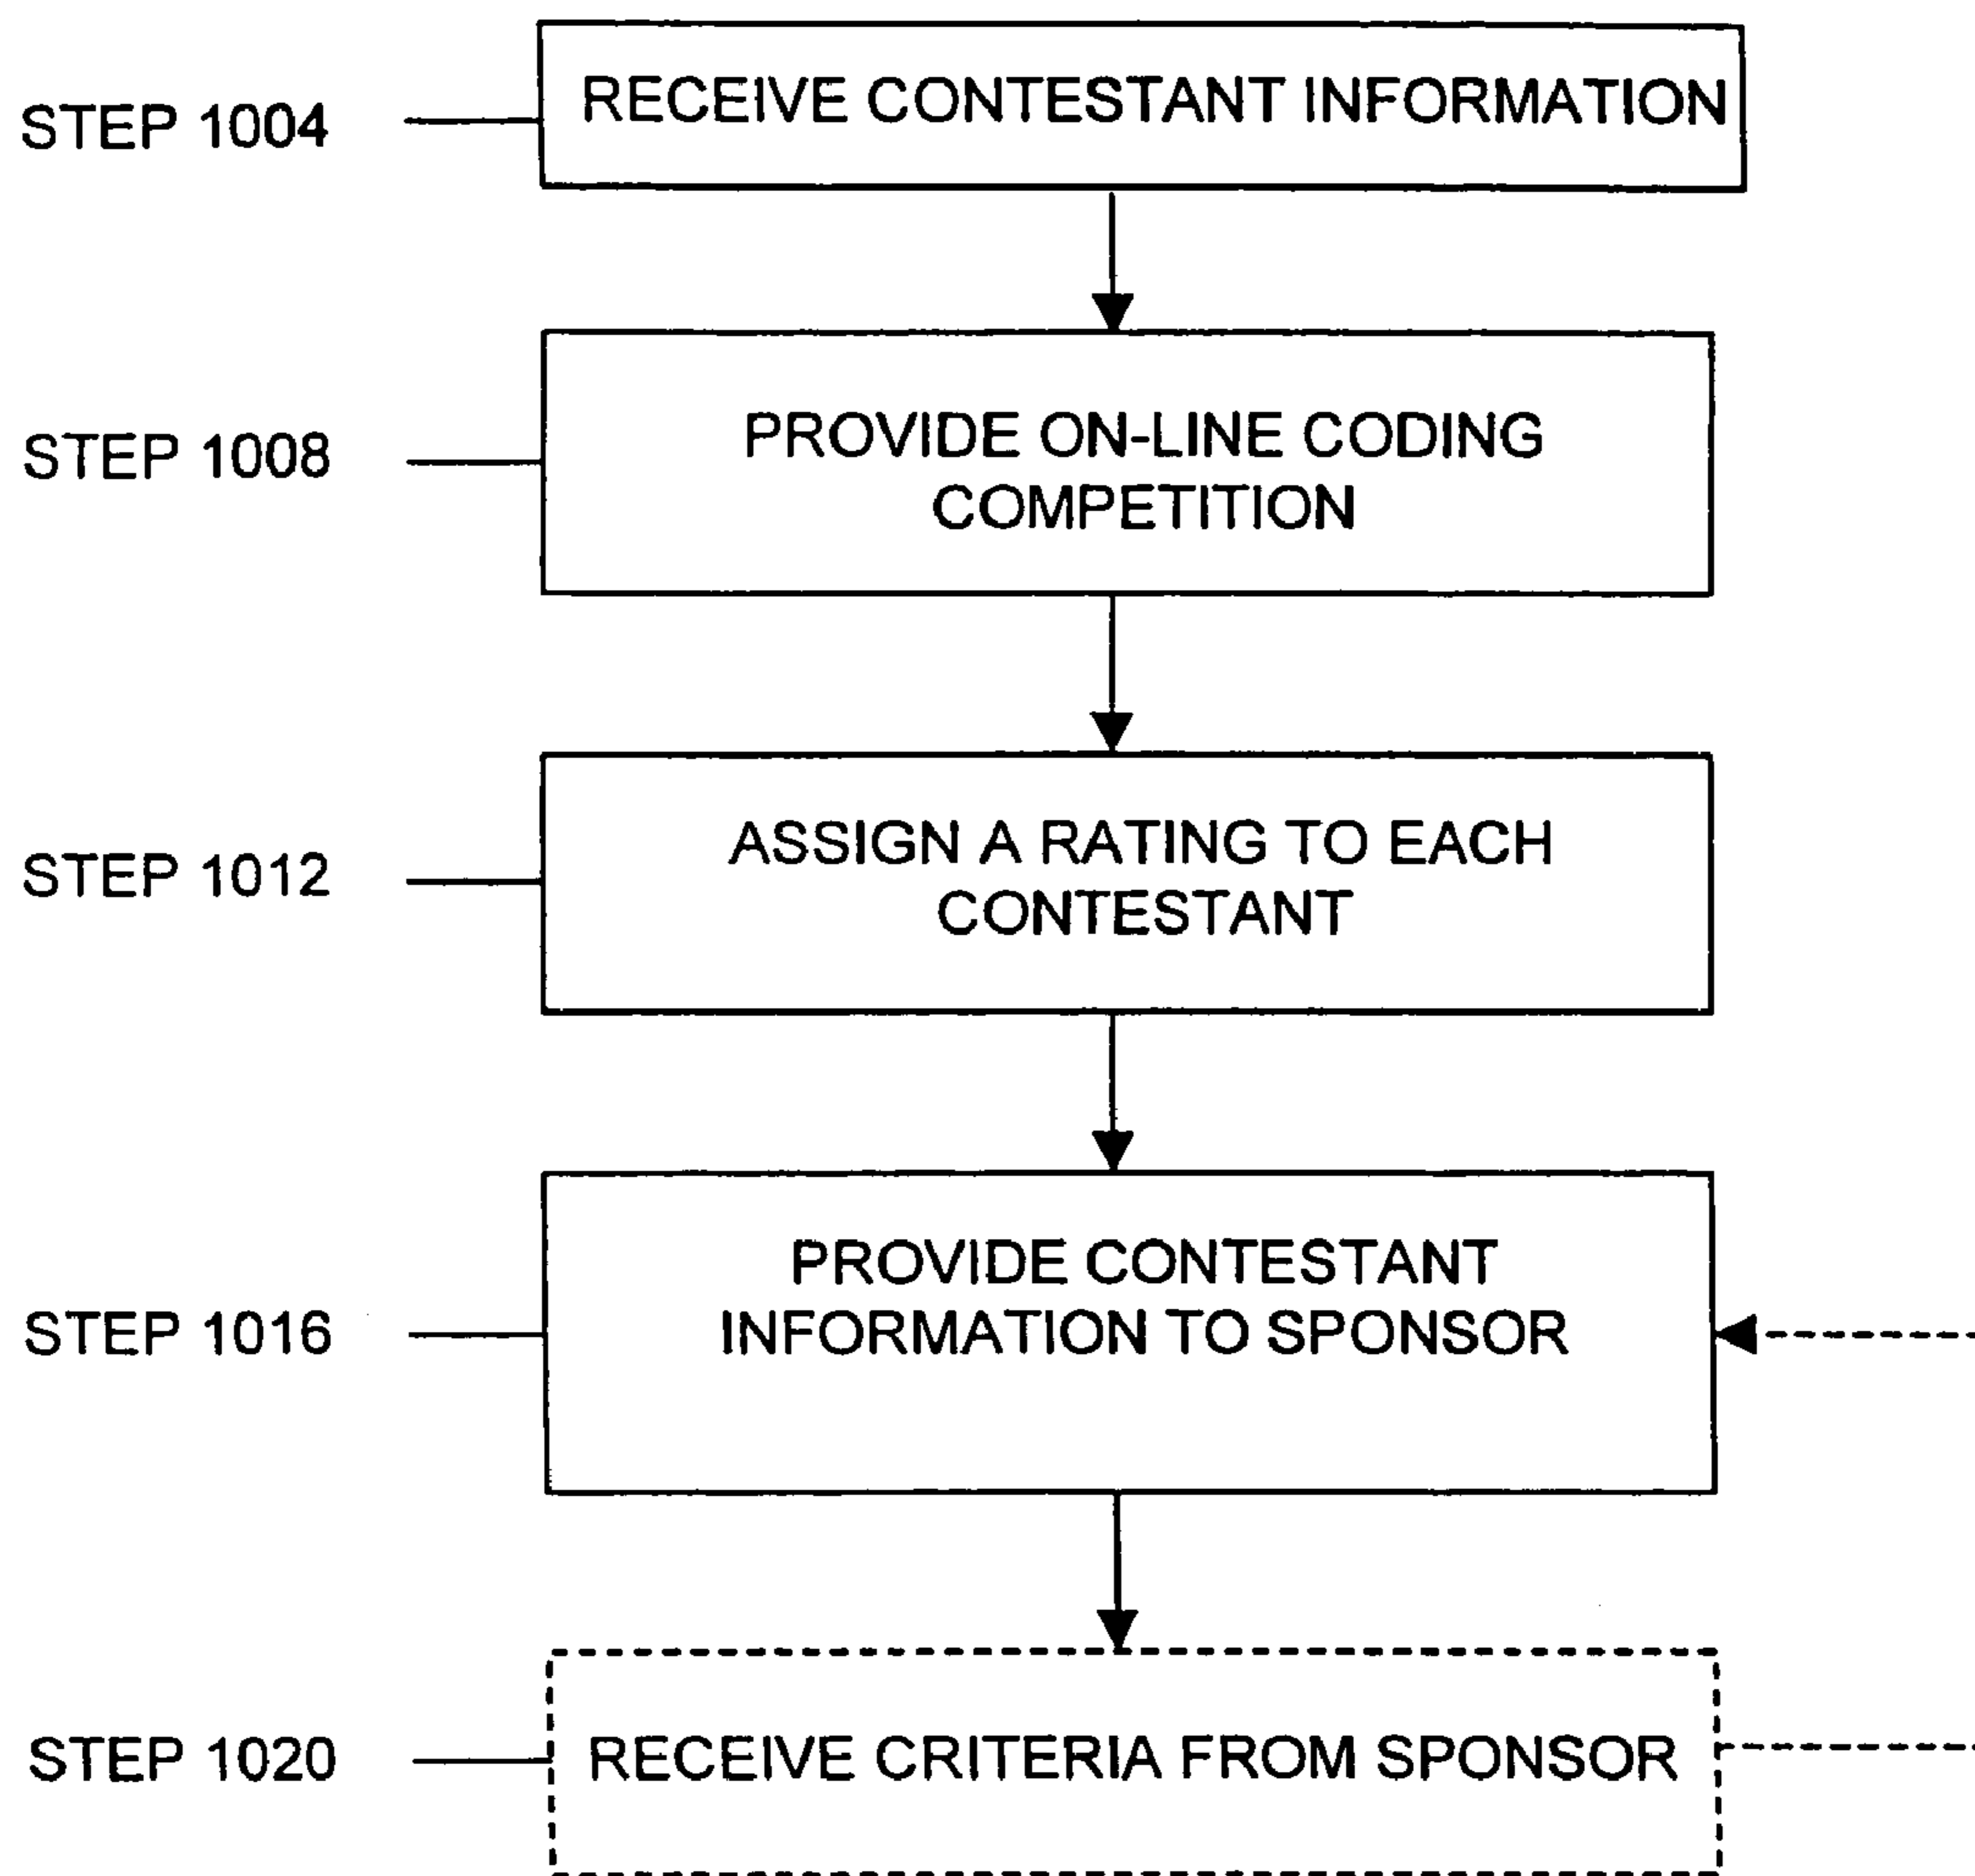 STEP 1004
RECEIVE CONTESTANT INFORMATION
STEP 1008
PROVIDE ON-LINE CODING
COMPETITION
STEP 1012
ASSIGN A RATING TO EACH
CONTESTANT
STEP 1016
PROVIDE CONTESTANT
INFORMATION TO SPONSOR
STEP 1020
RECEIVE CRITERIA FROM SPONSOR